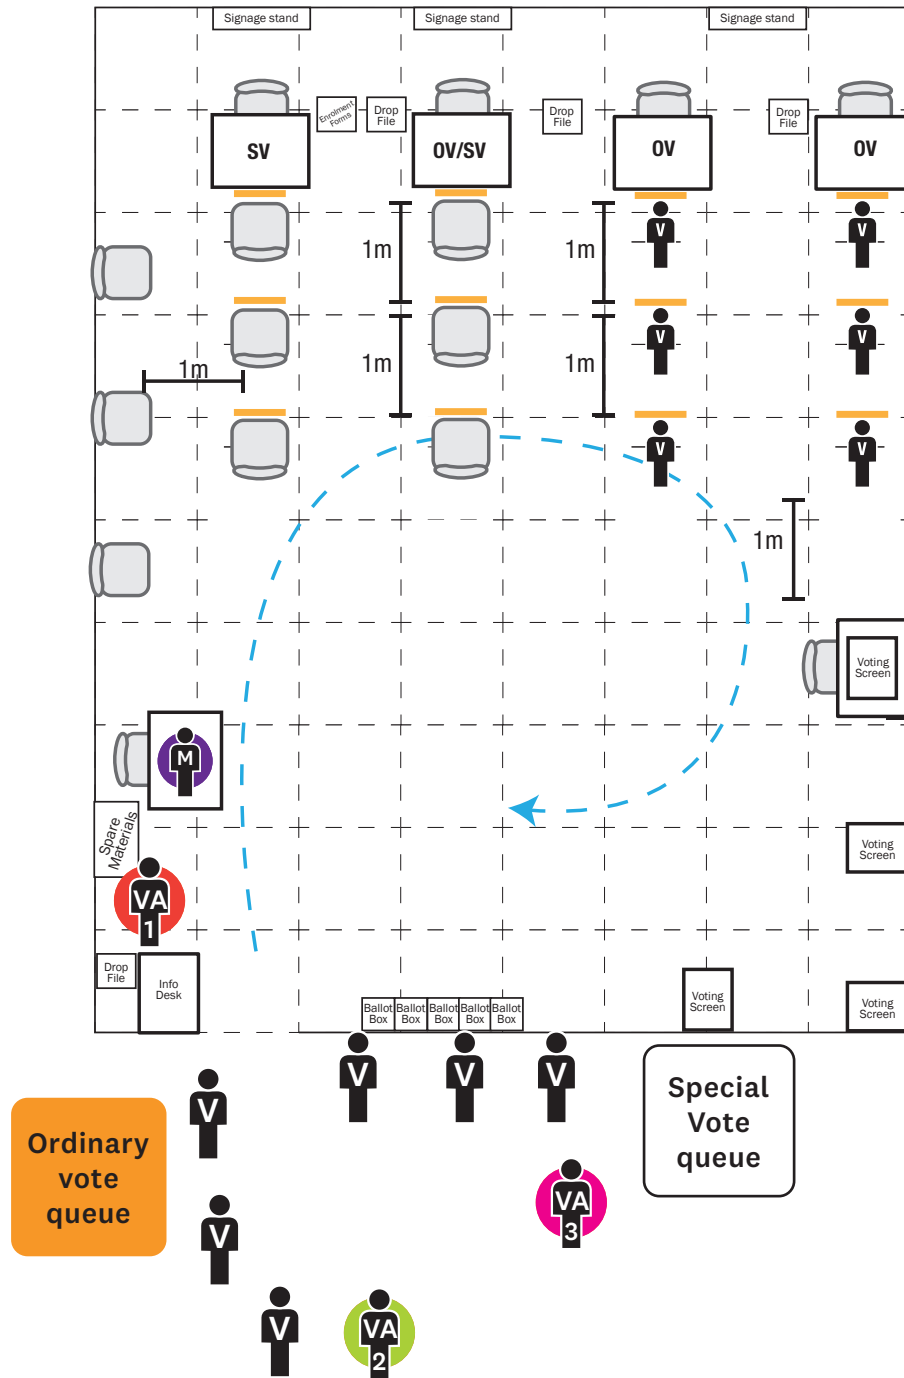 Signage stand
Signage stand
Signage stand
Enrolment
Forms
Drop
File
Drop
File
Drop
File
SV
OV/SV
OV
OV
V
V
1m
1m
V
V
1m
1m
1m
V
V
1m
Voting
Screen
M
Spare
Materials
Voting
Screen
VA
1
Drop
File
Info
Desk
Ballot
Box
Ballot
Box
Ballot
Box
Ballot
Box
Ballot
Box
Voting
Screen
Voting
Screen
V
V
V
V
Special
Vote
queue
Ordinary
vote
queue
VA
3
V
V
VA
2